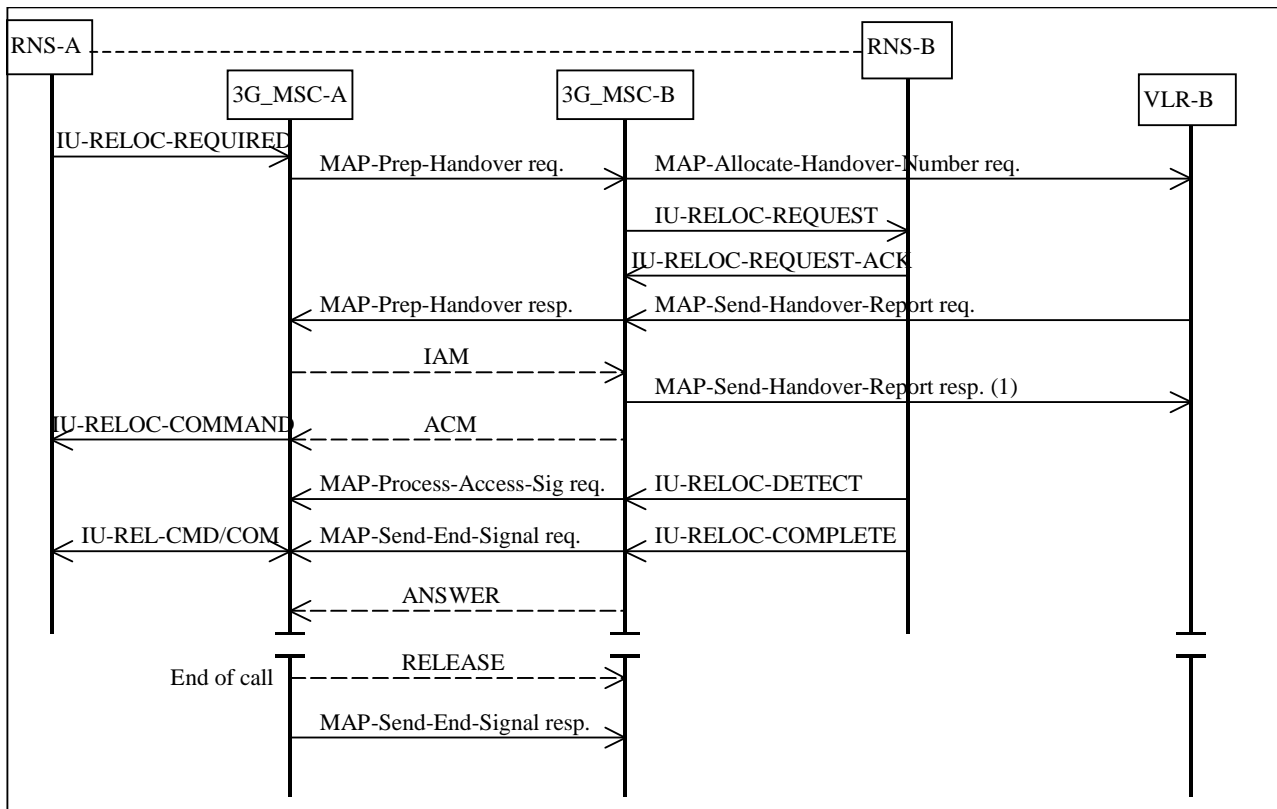 RNS-A
RNS-B
3G_MSC-A
3G_MSC-B
VLR-B
IU-RELOC-REQUIRED
MAP-Prep-Handover req.
MAP-Allocate-Handover-Number req.
IU-RELOC-REQUEST
IU-RELOC-REQUEST-ACK
MAP-Prep-Handover resp.
MAP-Send-Handover-Report req.
IAM
MAP-Send-Handover-Report resp. (1)
IU-RELOC-COMMAND
ACM
MAP-Process-Access-Sig req.
IU-RELOC-DETECT
IU-REL-CMD/COM
MAP-Send-End-Signal req.
IU-RELOC-COMPLETE
ANSWER
RELEASE
End of call
MAP-Send-End-Signal resp.